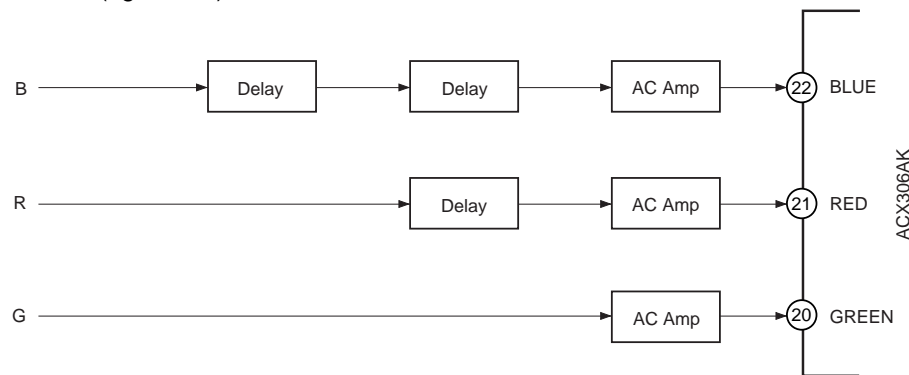 B
Delay
Delay
AC Amp
22
BLUE
R
Delay
AC Amp
21
RED
G
AC Amp
20
GREEN
ACX306AK